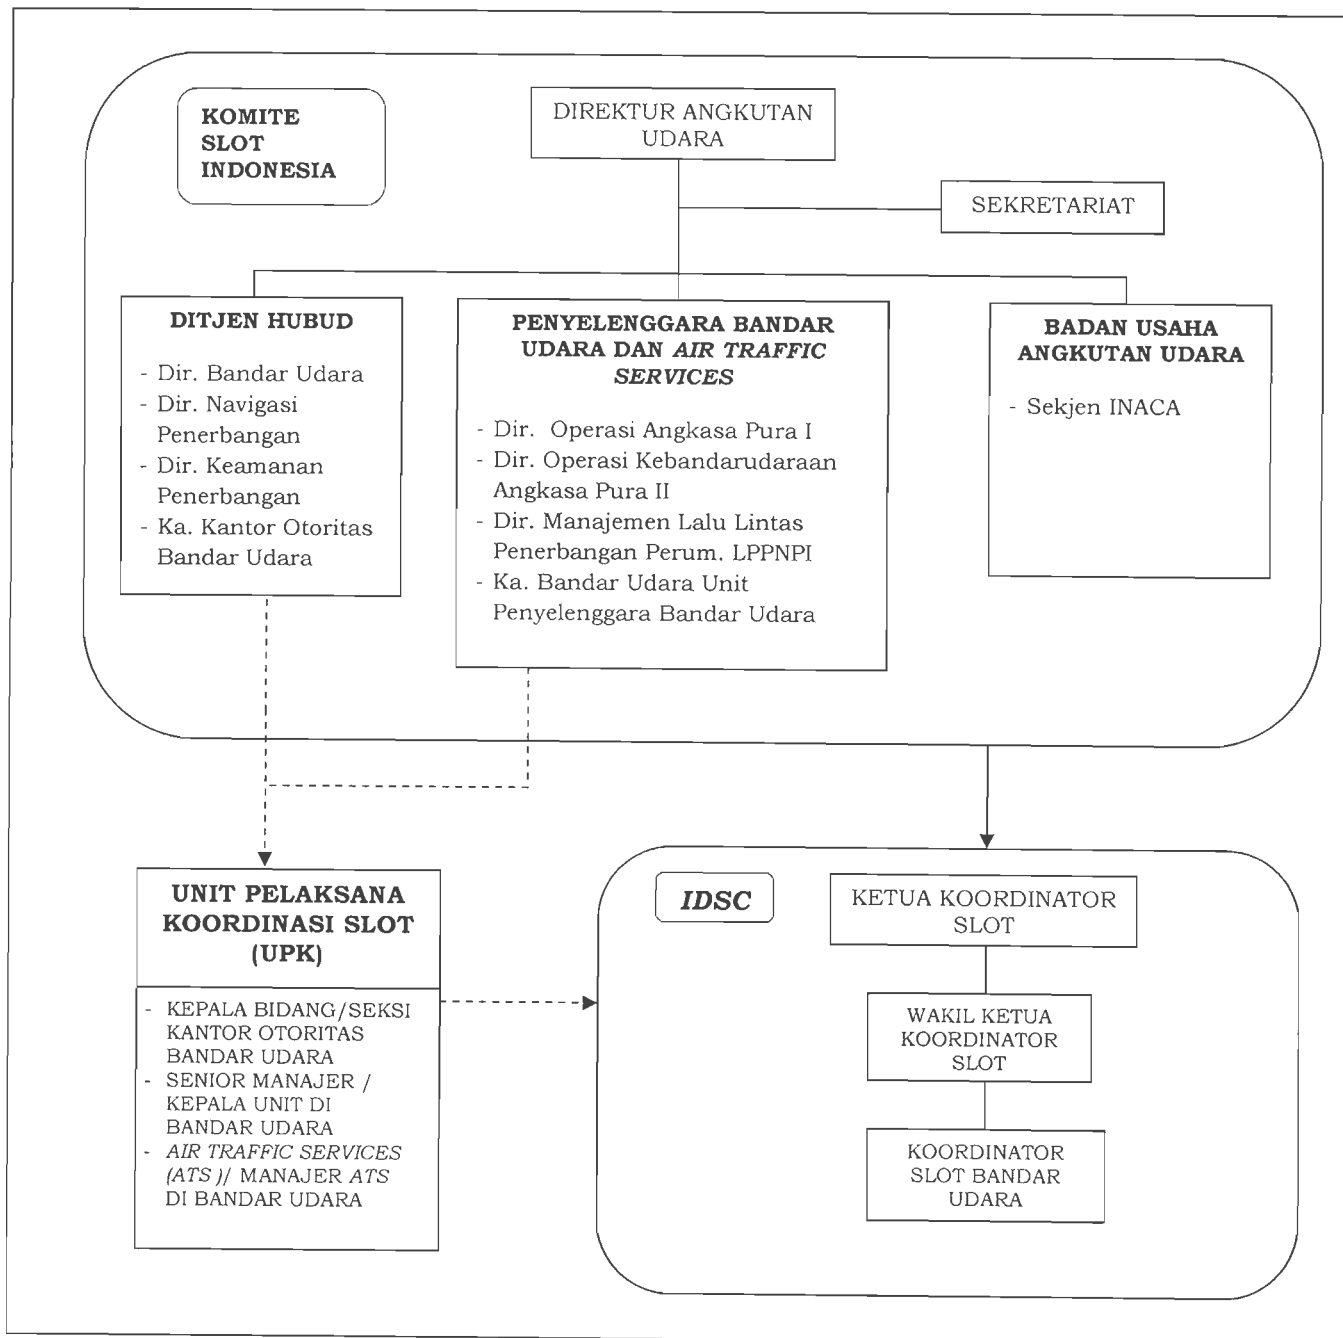 KOMITE
SLOT
INDONESIA
DIREKTUR ANGKUTAN
UDARA
SEKRETARIAT
DITJEN HUBUD
- Dir. Bandar Udara
- Dir. Navigasi
Penerbangan
- Dir. Keamanan
Penerbangan
- Ka. Kantor Otoritas
Bandar Udara
PENYELENGGARA BANDAR
UDARA DAN AIR TRAFFIC
SERVICES
- Dir. Operasi Angkasa Pura I
- Dir. Operasi Kebandarudaraan
Angkasa Pura II
- Dir. Manajemen Lalu Lintas
Penerbangan Perum. LPPNPI
- Ka. Bandar Udara Unit
Penyelenggara Bandar Udara
BADAN USAHA
ANGKUTAN UDARA
- Sekjen INACA
UNIT PELAKSANA
KOORDINASI SLOT
(UPK)
- KEPALA BIDANG/SEKSI
KANTOR OTORITAS
BANDAR UDARA
- SENIOR MANAJER /
KEPALA UNIT DI
BANDAR UDARA
- AIR TRAFFIC SERVICES
(ATS )/ MANAJER ATS
DI BANDAR UDARA
IDSC
KETUA KOORDINATOR
SLOT
WAKIL KETUA
KOORDINATOR
SLOT
KOORDINATOR
SLOT BANDAR
UDARA